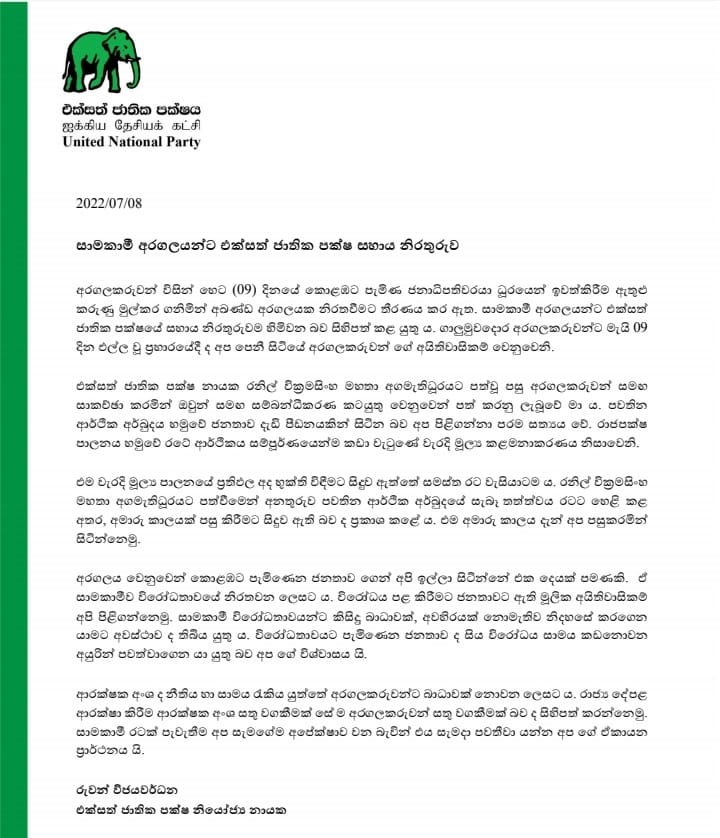 එක්සත් ජාතික පක්ෂය
ஐக்கிய தேசியக் கட்சி
United National Party
2022/07/08
සාමකාමී අරගලයන්ට එක්සත් ජාතික පක්ෂ සහාය නිරතුරුව
අරගලකරුවන් විසින් හෙට (09) දිනයේ කොළඹට පැමිණ ජනාධිපතිවරයා ධූරයෙන් ඉවත්කිරීම ඇතුළු
කරුණු මුල්කර ගනිමින් අඛණ්ඩ අරගලයක නිරතවීමට තීරණය කර ඇත. සාමකාමී අරගලයන්ට එක්සත්
ජාතික පක්ෂයේ සහාය නිරතුරුවම හිමිවන බව සිහිපත් කළ යුතු ය. ගාලුමුවදොර අරගලකරුවන්ට මැයි 09
දින එල්ල වූ ප්‍රහාරයේදී ද අප පෙනී සිටියේ අරගලකරුවන් ගේ අයිතිවාසිකම් වෙනුවෙනි.
එක්සත් ජාතික පක්ෂ නායක රනිල් වික්‍රමසිංහ මහතා අගමැතිධූරයට පත්වූ පසු අරගලකරුවන් සමඟ
සාකච්ඡා කරමින් ඔවුන් සමඟ සම්බන්ධීකරණ කටයුතු වෙනුවෙන් පත් කරනු ලැබූවේ මා ය. පවතින
ආර්ථික අර්බුදය හමුවේ ජනතාව දැඩි පීඩනයකින් සිටින බව අප පිළිගන්නා පරම සත්‍යය වේ. රාජපක්ෂ
පාලනය හමුවේ රටේ ආර්ථිකය සම්පූර්ණයෙන්ම කඩා වැටුණේ වැරදි මූල්‍ය කළමනාකරණය නිසාවෙනි.
එම වැරදි මූල්‍ය පාලනයේ ප්‍රතිඵල අද භුක්ති විඳීමට සිදුව ඇත්තේ සමස්ත රට වැසියාටම ය. රනිල් වික්‍රමසිංහ
මහතා අගමැතිධූරයට පත්වීමෙන් අනතුරුව පවතින ආර්ථික අර්බුදයේ සැබෑ තත්ත්වය රටට හෙළි කළ
අතර, අමාරු කාලයක් පසු කිරීමට සිදුව ඇති බව ද ප්‍රකාශ කළේ ය. එම අමාරු කාලය දැන් අප පසුකරමින්
සිටින්නෙමු.
අරගලය වෙනුවෙන් කොළඹට පැමිණෙන ජනතාව ගෙන් අපි ඉල්ලා සිටින්නේ එක දෙයක් පමණකි. ඒ
සාමකාමීව විරෝධතාවයේ නිරතවන ලෙසට ය. විරෝධය පළ කිරීමට ජනතාවට ඇති මූලික අයිතිවාසිකම්
අපි පිළිගන්නෙමු. සාමකාමී විරෝධතාවයන්ට කිසිදු බාධාවක්, අවහිරයක් නොමැතිව නිදහසේ කරගෙන
යාමට අවස්ථාව ද තිබිය යුතු ය. විරෝධතාවයට පැමිණෙන ජනතාව ද සිය විරෝධය සාමය කඩනොවන
අයුරින් පවත්වාගෙන යා යුතු බව අප ගේ විශ්වාසය යි.
ආරක්ෂක අංශ ද නීතිය හා සාමය රැකිය යුත්තේ අරගලකරුවන්ට බාධාවක් නොවන ලෙසට ය. රාජ්‍ය දේපළ
ආරක්ෂා කිරීම ආරක්ෂක අංශ සතු වගකීමක් සේ ම අරගලකරුවන් සතු වගකීමක් බව ද සිහිපත් කරන්නෙමු.
සාමකාමී රටක් පැවැතීම අප සැමගේම අපේක්ෂාව වන බැවින් එය සැමදා පවතීවා යන්න අප ගේ ඒකායන
ප්‍රාර්ථනය යි.
රුවන් විජයවර්ධන
එක්සත් ජාතික පක්ෂ නියෝජ්‍ය නායක